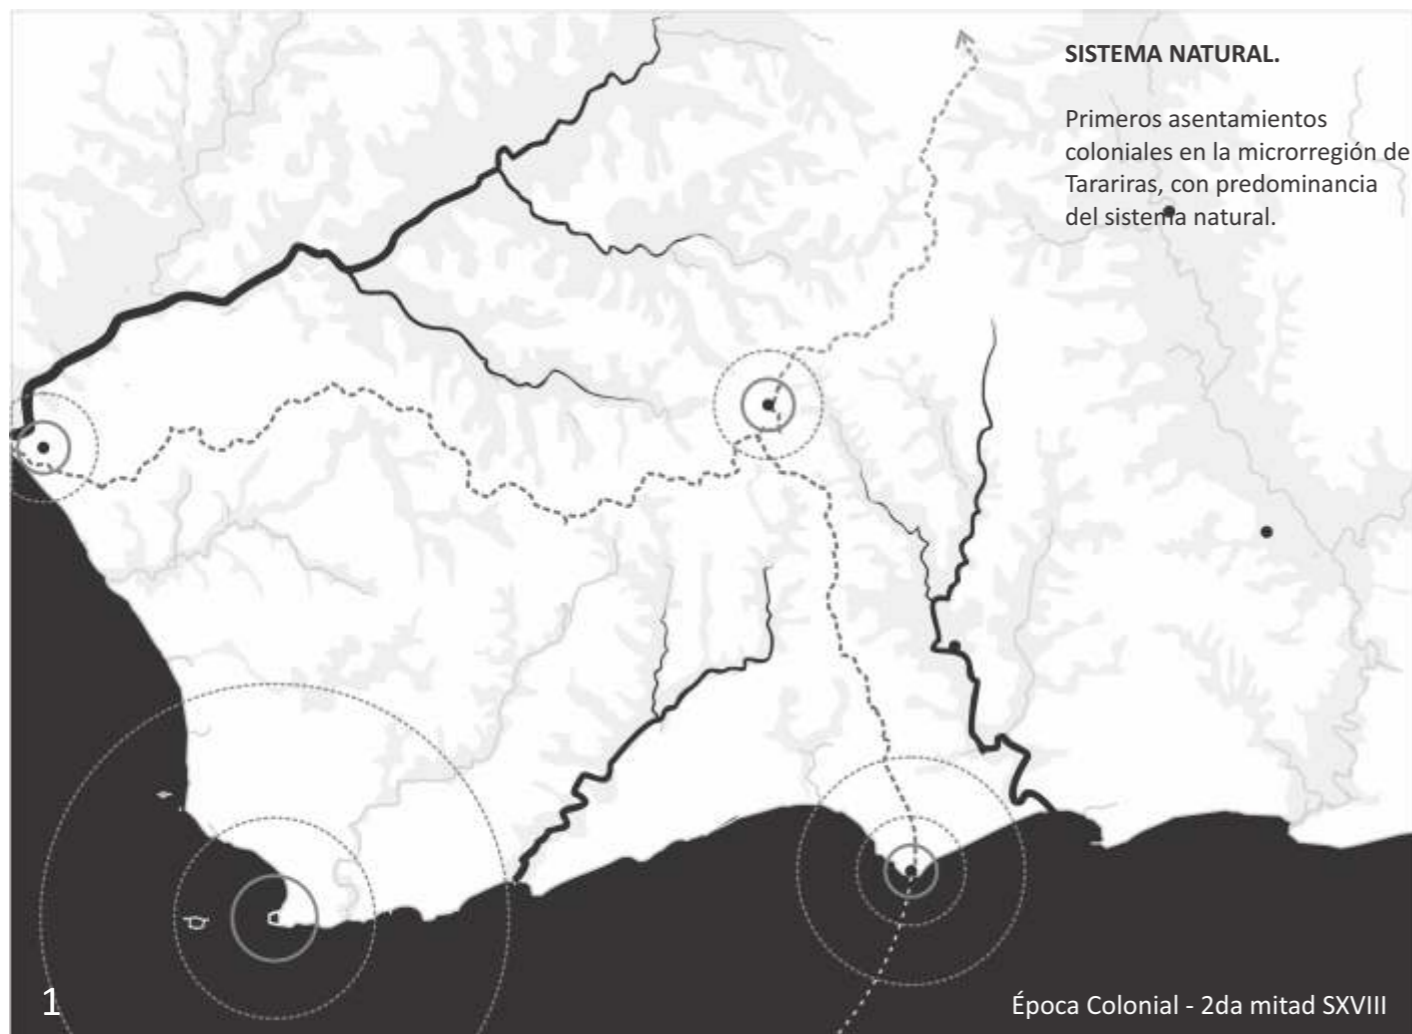 SISTEMA NATURAL.
Primeros asentamientos
coloniales en la microrregión de
Tarariras, con predominancia
del sistema natural.
1
Época Colonial - 2da mitad SXVIII